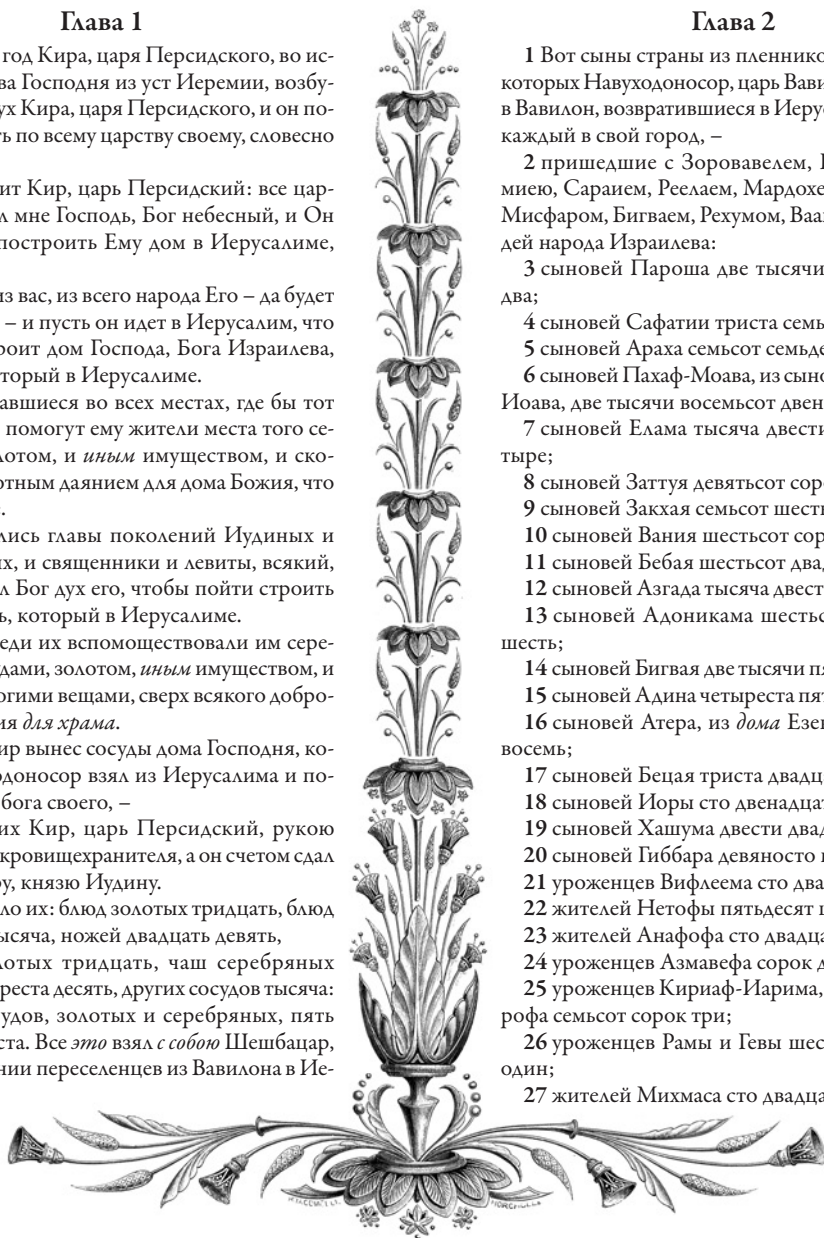 Глава 1
год Кира, царя Персидского, во ис-
ва Господня из уст Иеремии, возбу-
ух Кира, царя Персидского, и он по-
ть по всему царству своему, словесно
ит Кир, царь Персидский: все цар-
л мне Господь, Бог небесный, и Он
построить Ему дом в Иерусалиме,
из вас, из всего народа Его – да будет
– и пусть он идет в Иерусалим, что
роит дом Господа, Бога Израилева,
торый в Иерусалиме.
авшиеся во всех местах, где бы тот
помогут ему жители места того се-
лотом, и иным имуществом, и ско-
отным даянием для дома Божия, что
е.
лись главы поколений Иудиных и
их, и священники и левиты, всякий,
л Бог дух его, чтобы пойти строить
ь, который в Иерусалиме.
еди их вспомоществовали им сере-
дами, золотом, иным имуществом, и
огими вещами, сверх всякого добро-
ия для храма.
ир вынес сосуды дома Господня, ко-
одоносор взял из Иерусалима и по-
бога своего, –
их Кир, царь Персидский, рукою
кровищехранителя, а он счетом сдал
ру, князю Иудину.
ло их: блюд золотых тридцать, блюд
ысяча, ножей двадцать девять,
лотых тридцать, чаш серебряных
реста десять, других сосудов тысяча:
удов, золотых и серебряных, пять
ста. Все это взял с собою Шешбацар,
нии переселенцев из Вавилона в Ие-
Глава 2
1 Вот сыны страны из пленнико
которых Навуходоносор, царь Вави
в Вавилон, возвратившиеся в Иерус
каждый в свой город, –
2 пришедшие с Зоровавелем,
миею, Сараием, Реелаем, Мардохе
Мисфаром, Бигваем, Рехумом, Ваа
дей народа Израилева:
3 сыновей Пароша две тысячи
два;
4 сыновей Сафатии триста семь
5 сыновей Араха семьсот семьде
6 сыновей Пахаф-Моава, из сыно
Иоава, две тысячи восемьсот двен
7 сыновей Елама тысяча двести
тыре;
8 сыновей Заттуя девятьсот соро
9 сыновей Закхая семьсот шесть
10 сыновей Вания шестьсот сор
11 сыновей Бебая шестьсот двад
12 сыновей Азгада тысяча двест
13 сыновей Адоникама шестьс
шесть;
14 сыновей Бигвая две тысячи пя
15 сыновей Адина четыреста пят
16 сыновей Атера, из дома Езек
восемь;
17 сыновей Бецая триста двадц
18 сыновей Иоры сто двенадцат
19 сыновей Хашума двести двад
20 сыновей Гиббара девяносто
21 уроженцев Вифлеема сто два
22 жителей Нетофы пятьдесят
23 жителей Анафофа сто двадца
24 уроженцев Азмавефа сорок д
25 уроженцев Кириаф-Иарима,
рофа семьсот сорок три;
26 уроженцев Рамы и Гевы шес
один;
27 жителей Михмаса сто двадца